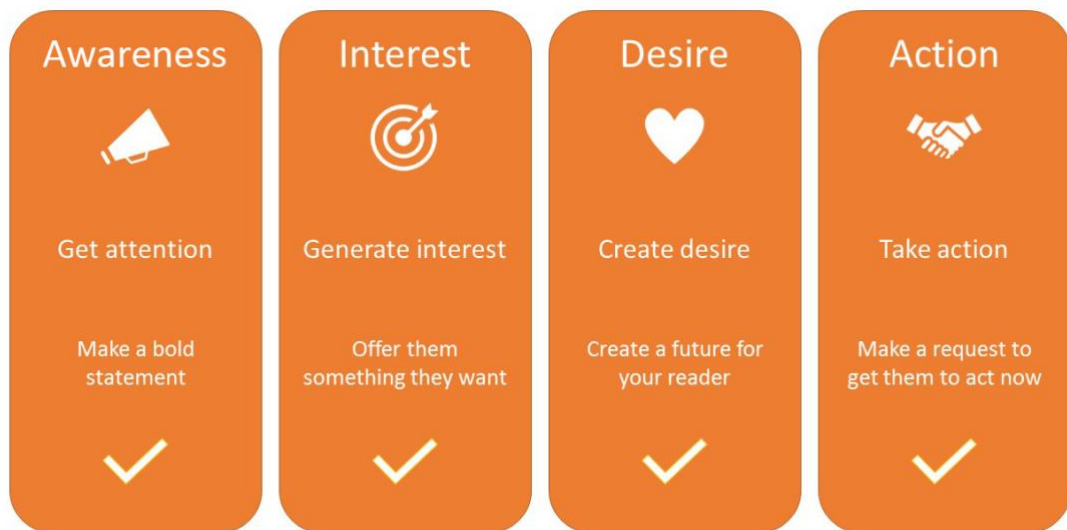 Awareness
Get attention
Make a bold
statement
Interest
Generate interest
Offer them
something they want
Desire
Create desire
Create a future for
your reader
Action
Take action
Make a request to
get them to act now